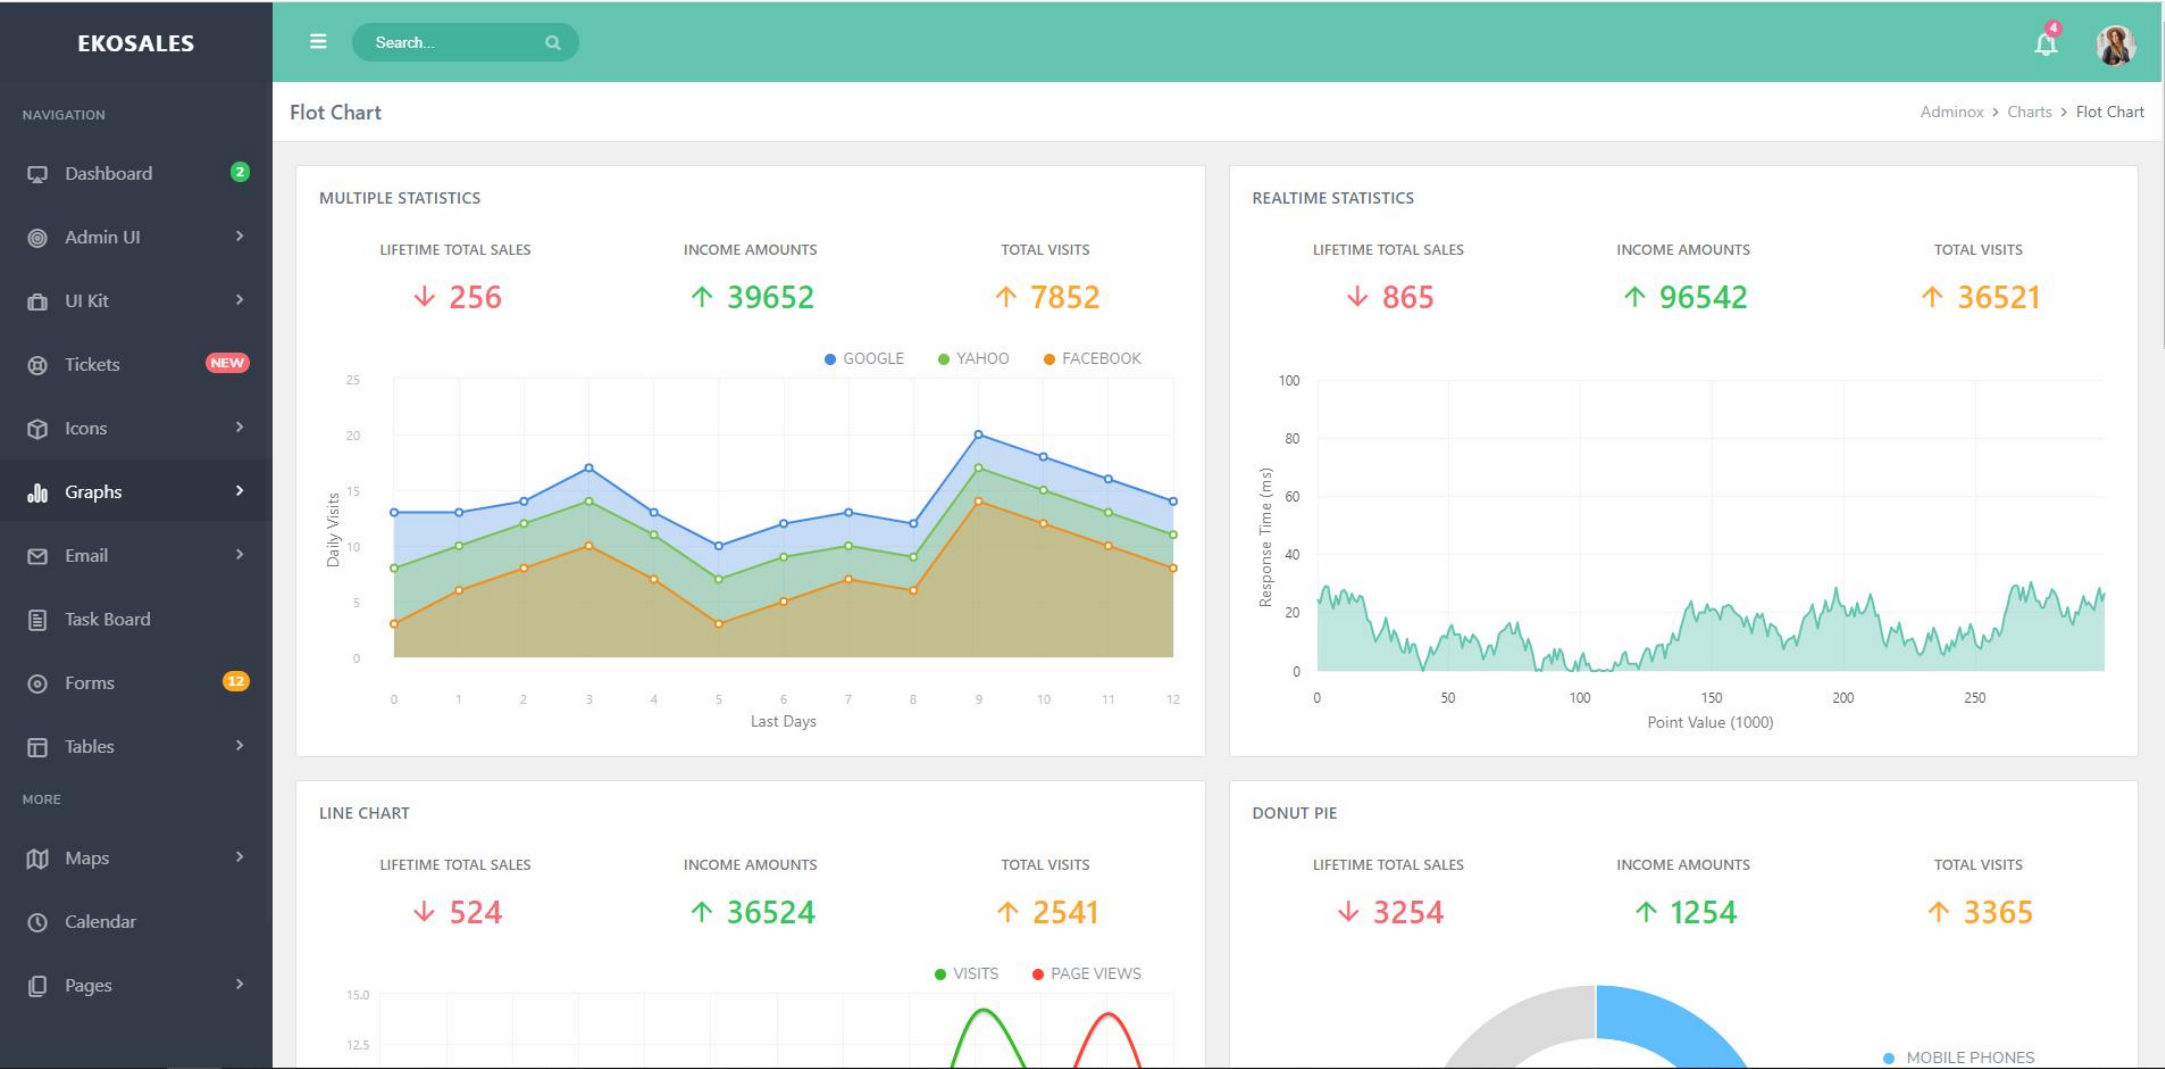 EKOSALES
Search...
4
NAVIGATION
Dashboard 2
Admin UI
UI Kit
Tickets NEW
Icons
Graphs
Email
Task Board
Forms 12
Tables
MORE
Maps
Calendar
Pages
Flot Chart
Adminox > Charts > Flot Chart
MULTIPLE STATISTICS
LIFETIME TOTAL SALES INCOME AMOUNTS TOTAL VISITS
↓ 256 ↑ 39652 ↑ 7852
GOOGLE YAHOO FACEBOOK
25
20
15
10
5
0
Daily Visits
0 1 2 3 4 5 6 7 8 9 10 11 12
Last Days
REALTIME STATISTICS
LIFETIME TOTAL SALES INCOME AMOUNTS TOTAL VISITS
↓ 865 ↑ 96542 ↑ 36521
100
80
60
40
20
0
Response Time (ms)
0 50 100 150 200 250
Point Value (1000)
LINE CHART
LIFETIME TOTAL SALES INCOME AMOUNTS TOTAL VISITS
↓ 524 ↑ 36524 ↑ 2541
VISITS PAGE VIEWS
15.0
12.5
DONUT PIE
LIFETIME TOTAL SALES INCOME AMOUNTS TOTAL VISITS
↓ 3254 ↑ 1254 ↑ 3365
MOBILE PHONES